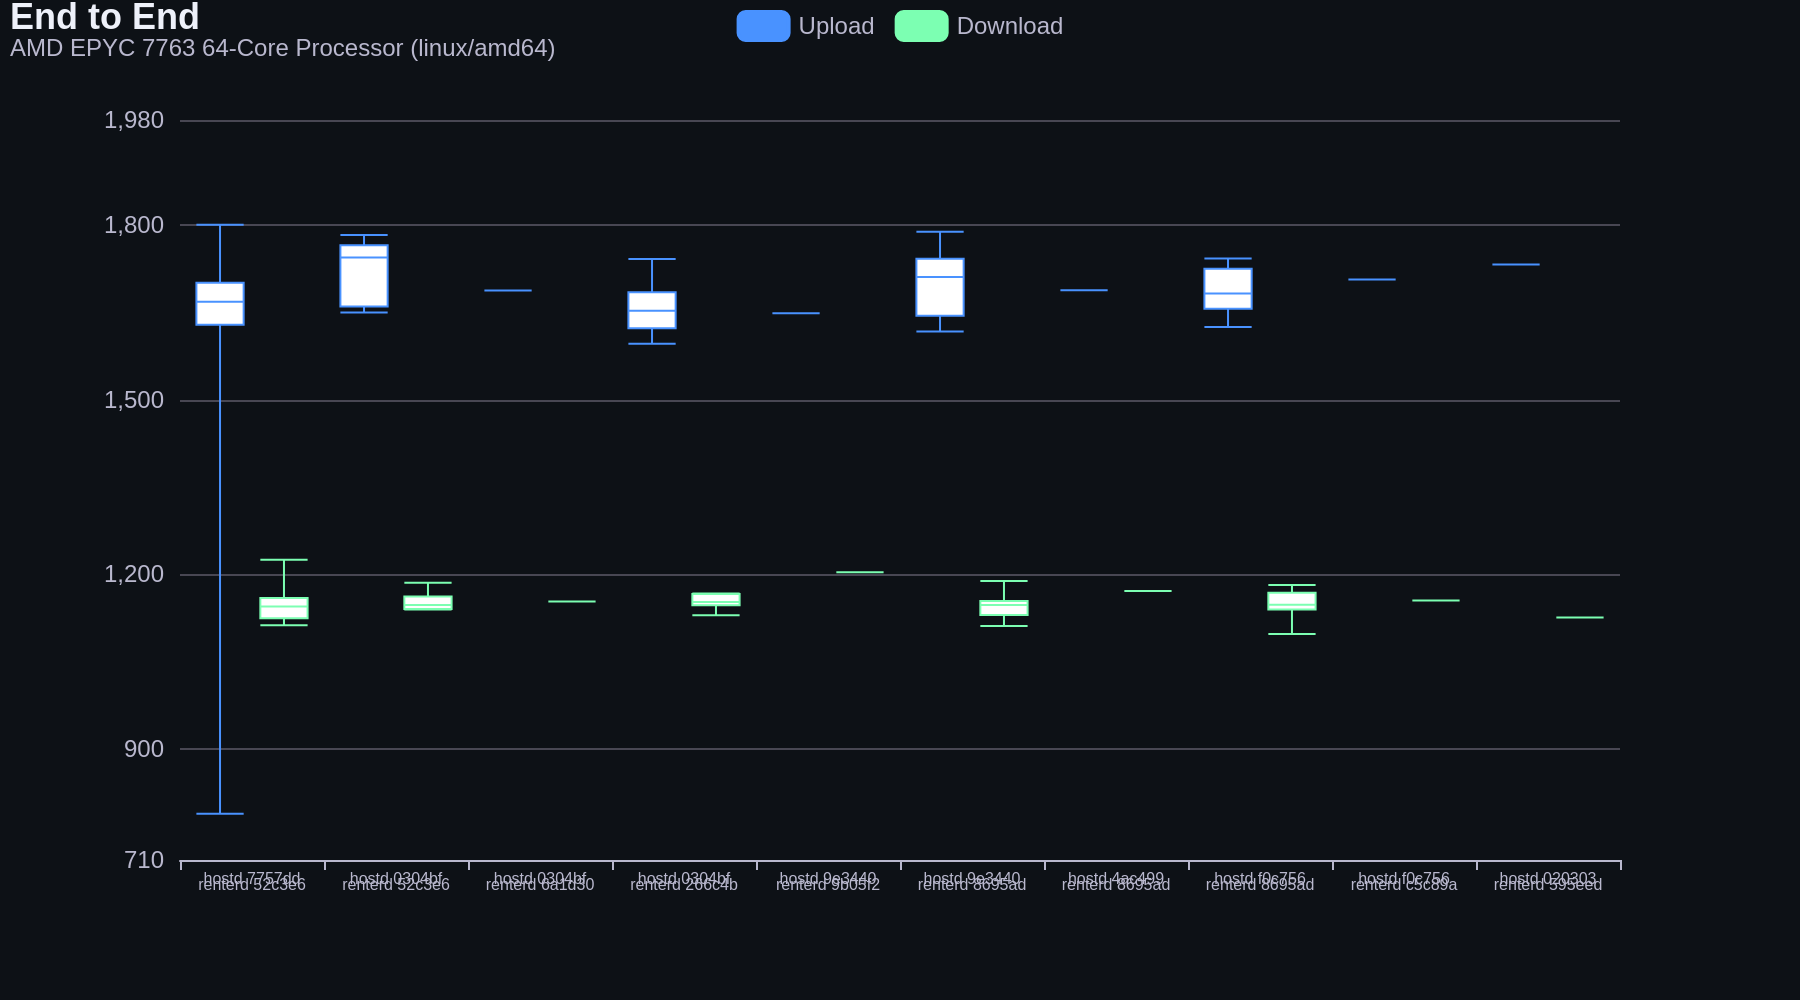 End to End
AMD EPYC 7763 64-Core Processor (linux/amd64)
Upload
Download
1,980
1,800
1,500
1,200
900
710
hostd 7757dd
renterd 52c3e6
hostd 0304bf
renterd 52c3e6
hostd 0304bf
renterd 6a1d30
hostd 0304bf
renterd 266c4b
hostd 9e3440
renterd 9b05f2
hostd 9e3440
renterd 8695ad
hostd 4ac499
renterd 8695ad
hostd f0c756
renterd 8695ad
hostd f0c756
renterd c5c89a
hostd 020303
renterd 595eed